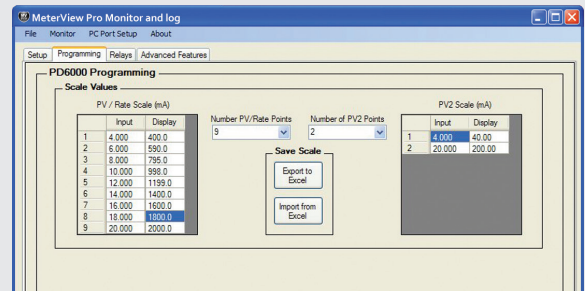 MeterView Pro Monitor and log
File Monitor PC Port Setup About
Setup Programming Relays Advanced Features
PD6000 Programming
Scale Values
PV / Rate Scale (mA)
Input Display
1 4.000 400.0
2 6.000 590.0
3 8.000 795.0
4 10.000 998.0
5 12.000 1199.0
6 14.000 1400.0
7 16.000 1600.0
8 18.000 1800.0
9 20.000 2000.0
Number PV/Rate Points
9
Number of PV2 Points
2
Save Scale
Export to
Excel
Import from
Excel
PV2 Scale (mA)
Input Display
1 4.000 40.00
2 20.000 200.00